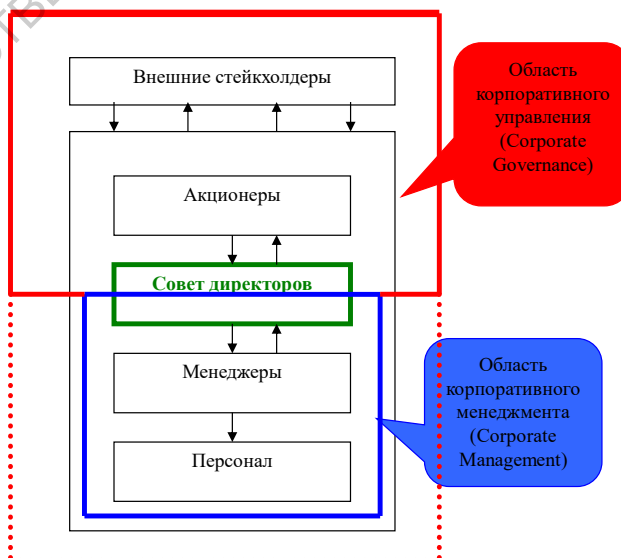 Внешние стейкхолдеры
Область
корпоративного
управления
(Corporate
Governance)
Акционеры
Совет директоров
Менеджеры
Область
корпоративного
менеджмента
(Corporate
Management)
Персонал